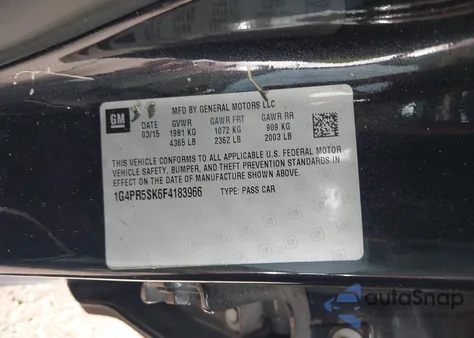 GM
MFD BY GENERAL MOTORS LLC
DATE GVWR GAWR FRT GAWR RR
03/15 1981 KG 1072 KG 909 KG
4365 LB 2362 LB 2003 LB
THIS VEHICLE CONFORMS TO ALL APPLICABLE U.S. FEDERAL MOTOR
VEHICLE SAFETY, BUMPER, AND THEFT PREVENTION STANDARDS IN
EFFECT ON THE DATE OF MANUFACTURE SHOWN ABOVE.
1G4PR5SK6F4183966 TYPE: PASS CAR
autoSnap